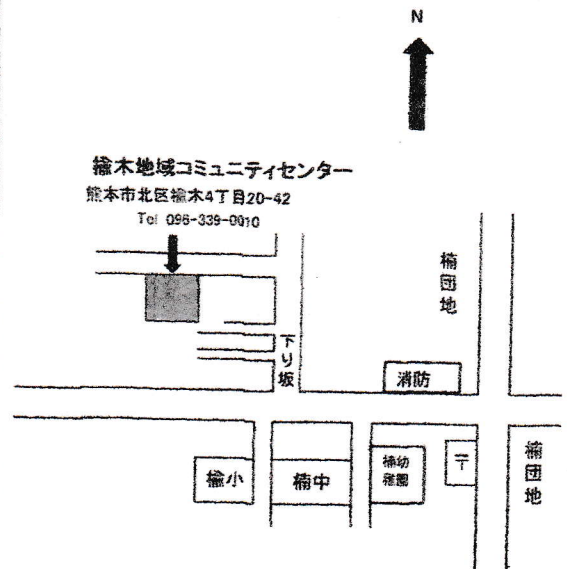 N
楡木地域コミュニティセンター
熊本市北区楡木4丁目20-42
Tel 096-339-0010
楠団地
下り坂
消防
楡小
楠中
楠幼
稚園
〒
楠団地